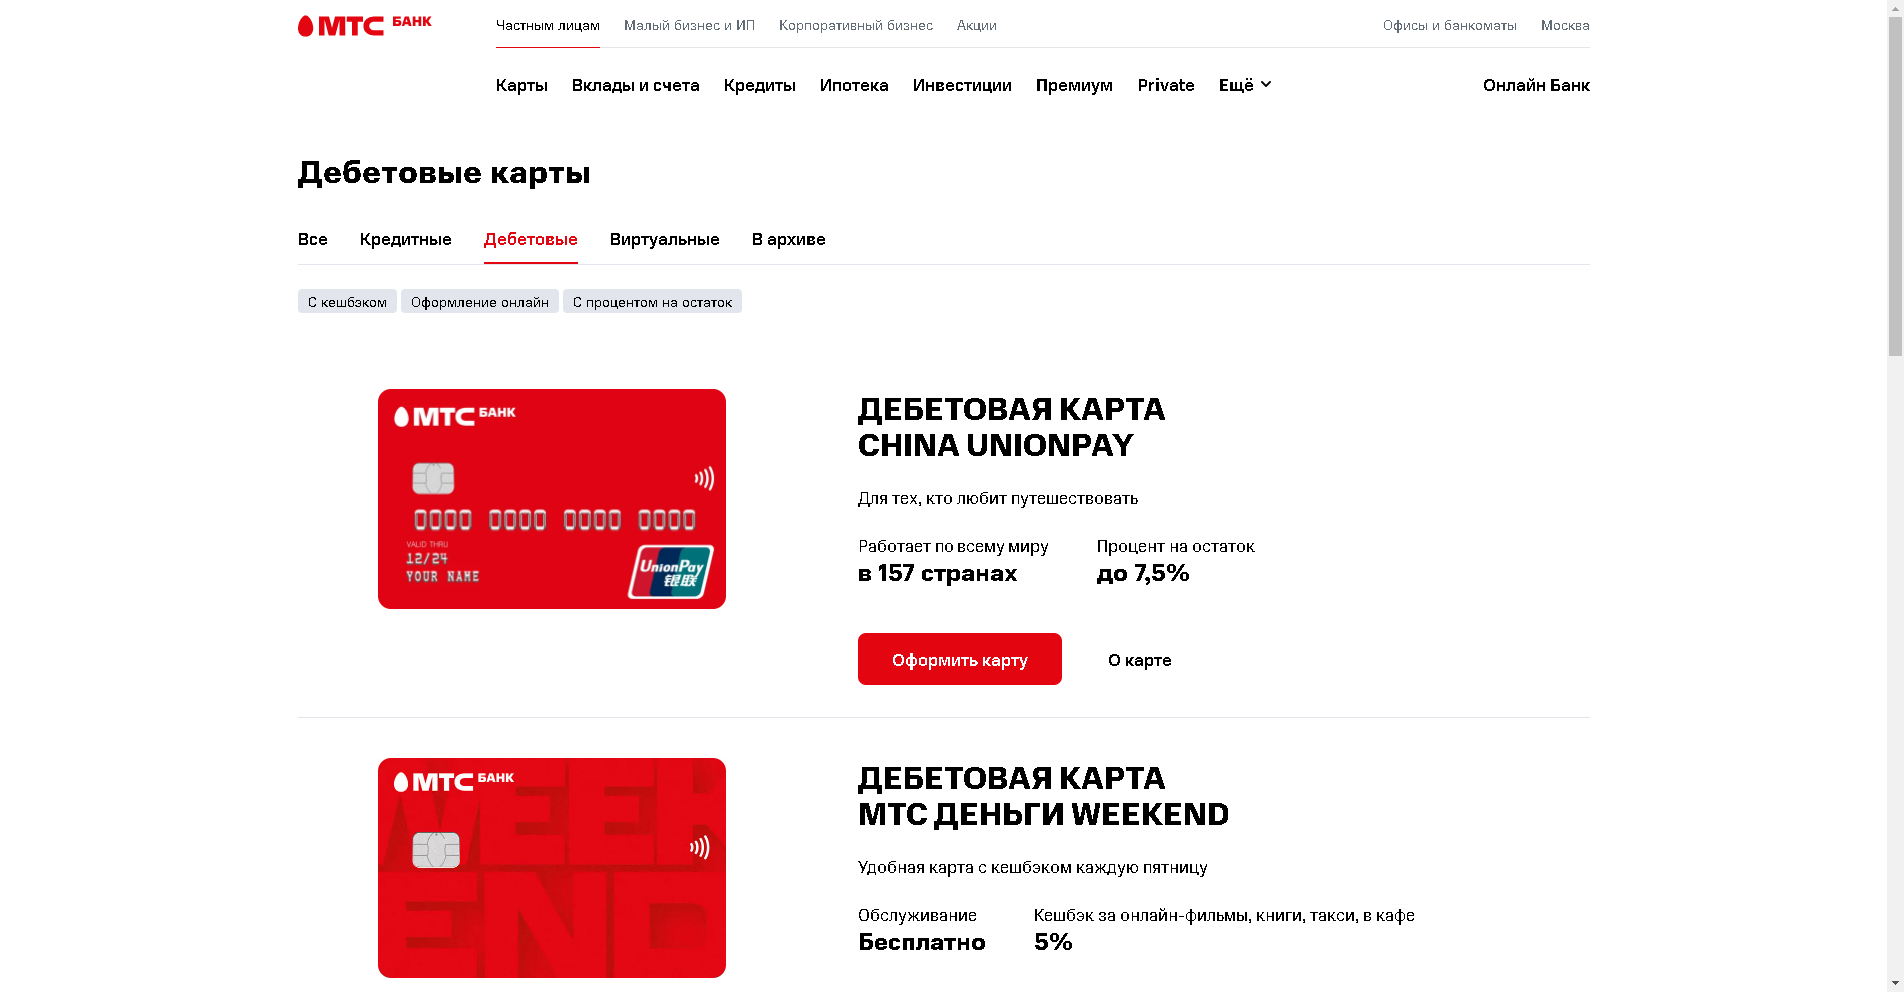 МТС БАНК
Частным лицам
Малый бизнес и ИП
Корпоративный бизнес
Акции
Офисы и банкоматы
Москва
Карты
Вклады и счета
Кредиты
Ипотека
Инвестиции
Премиум
Private
Ещё
Онлайн Банк
Дебетовые карты
Все
Кредитные
Дебетовые
Виртуальные
В архиве
С кешбэком
Оформление онлайн
С процентом на остаток
МТС БАНК
0000 0000 0000 0000
VALID THRU
12/24
YOUR NAME
UnionPay
银联
ДЕБЕТОВАЯ КАРТА
CHINA UNIONPAY
Для тех, кто любит путешествовать
Работает по всему миру
в 157 странах
Процент на остаток
до 7,5%
Оформить карту
О карте
МТС БАНК
WEEK
END
ДЕБЕТОВАЯ КАРТА
МТС ДЕНЬГИ WEEKEND
Удобная карта с кешбэком каждую пятницу
Обслуживание
Бесплатно
Кешбэк за онлайн-фильмы, книги, такси, в кафе
5%